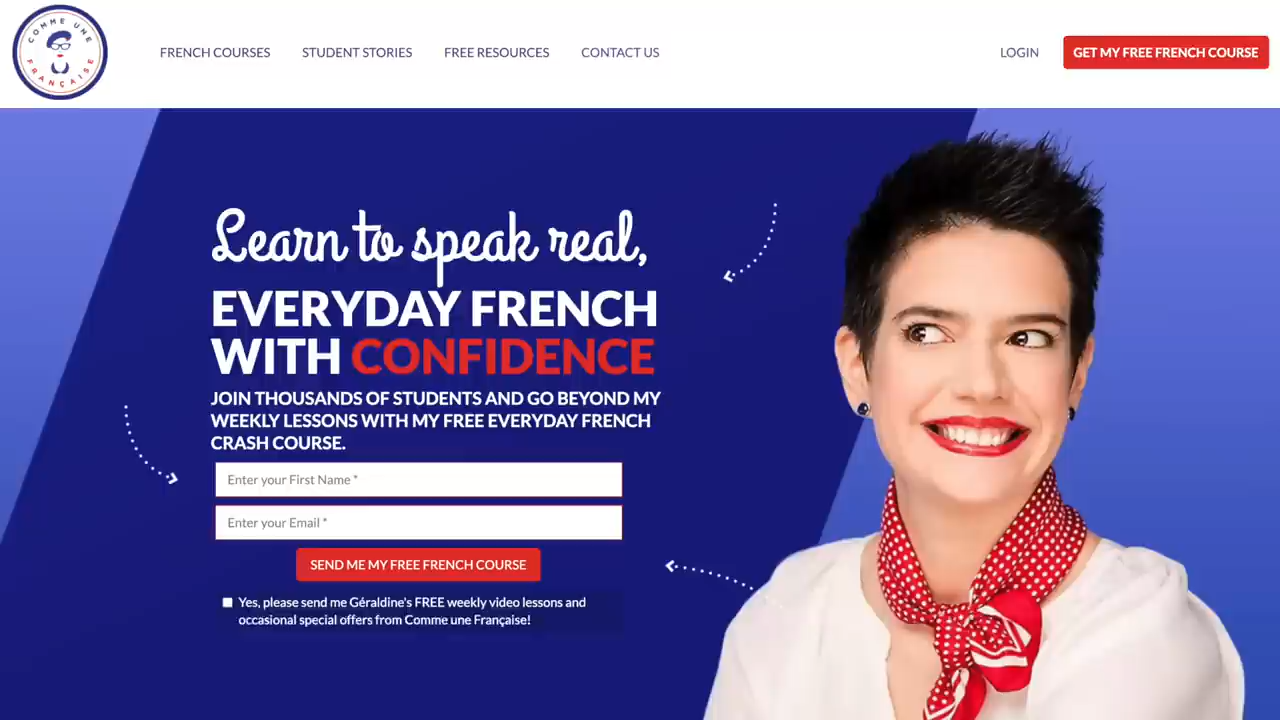 COMME UNE
FRANÇAISE
FRENCH COURSES
STUDENT STORIES
FREE RESOURCES
CONTACT US
LOGIN
GET MY FREE FRENCH COURSE
Learn to speak real,
EVERYDAY FRENCH
WITH CONFIDENCE
JOIN THOUSANDS OF STUDENTS AND GO BEYOND MY
WEEKLY LESSONS WITH MY FREE EVERYDAY FRENCH
CRASH COURSE.
Enter your First Name *
Enter your Email *
SEND ME MY FREE FRENCH COURSE
Yes, please send me Géraldine's FREE weekly video lessons and
occasional special offers from Comme une Française!